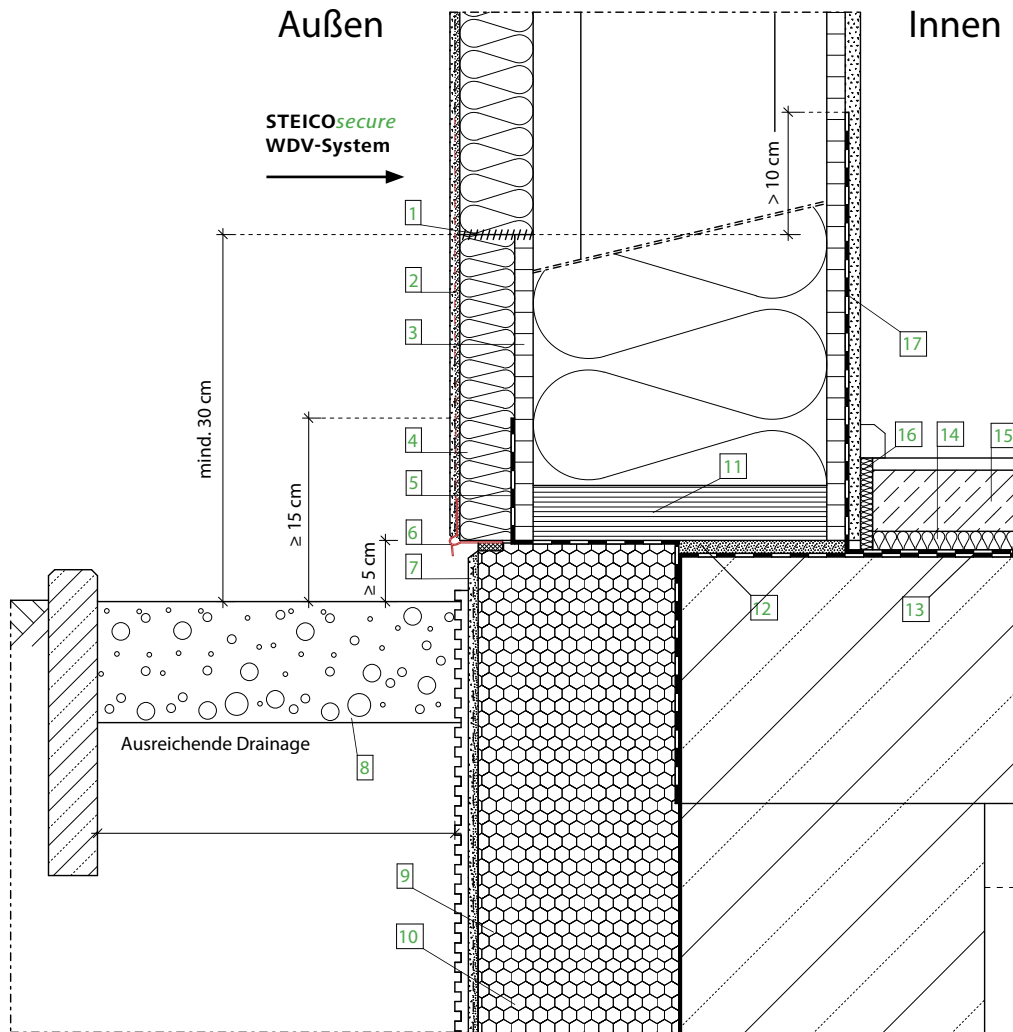 Außen
Innen
STEICOsecure
WDV-System
> 10 cm
1
2
3
17
mind. 30 cm
≥ 15 cm
4
16
14
15
5
11
6
≥ 5 cm
7
12
13
Ausreichende Drainage
8
9
10